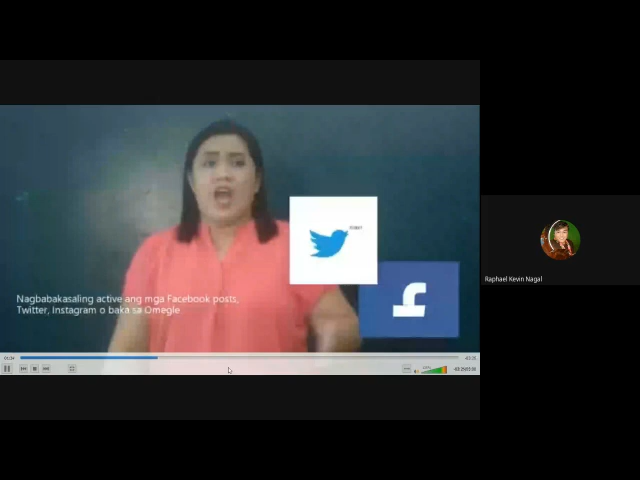 Nagbabakasaling active ang mga Facebook posts,
Twitter, Instagram o baka sa Omegle
Raphael Kevin Nagal